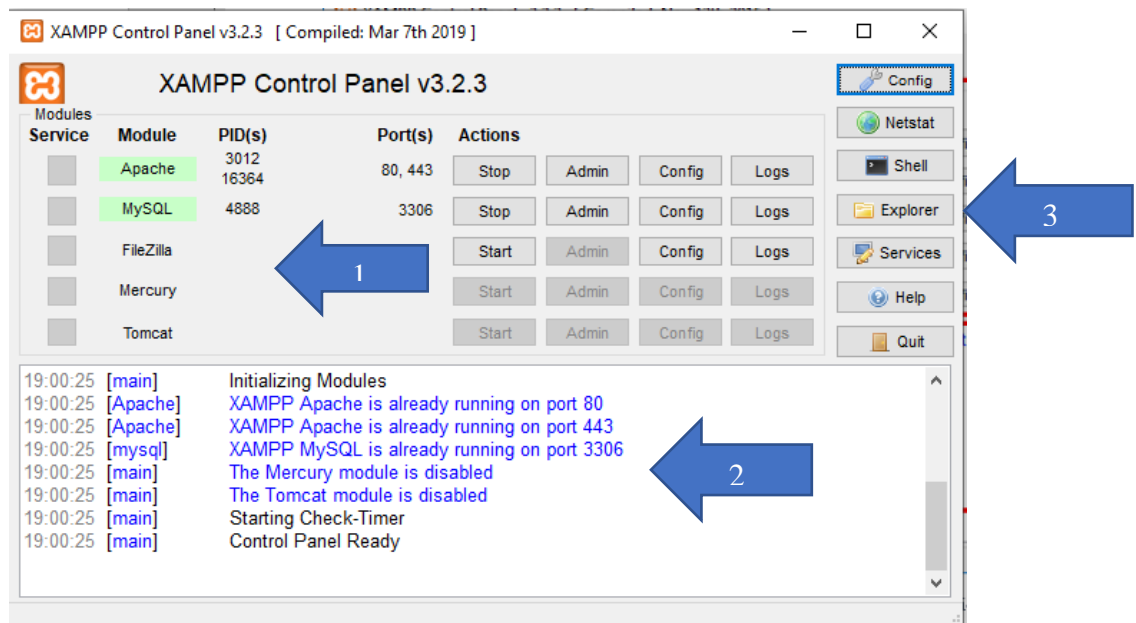 XAMPP Control Panel v3.2.3 [ Compiled: Mar 7th 2019 ]
XAMPP Control Panel v3.2.3
Config
Modules
Service Module PID(s) Port(s) Actions
Netstat
Apache 3012 16364 80, 443 Stop Admin Config Logs
Shell
MySQL 4888 3306 Stop Admin Config Logs
Explorer
3
FileZilla Start Admin Config Logs
Services
1
Mercury Start Admin Config Logs
Help
Tomcat Start Admin Config Logs
Quit
19:00:25 [main] Initializing Modules
19:00:25 [Apache] XAMPP Apache is already running on port 80
19:00:25 [Apache] XAMPP Apache is already running on port 443
19:00:25 [mysql] XAMPP MySQL is already running on port 3306
19:00:25 [main] The Mercury module is disabled
2
19:00:25 [main] The Tomcat module is disabled
19:00:25 [main] Starting Check-Timer
19:00:25 [main] Control Panel Ready